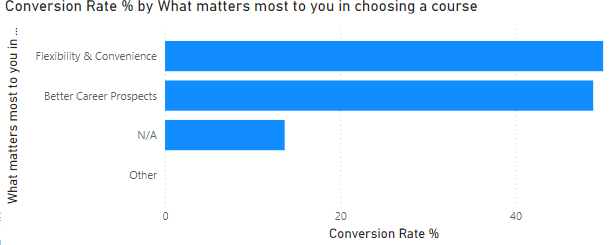 Conversion Rate % by What matters most to you in choosing a course
What matters most to you in ...
Flexibility & Convenience
Better Career Prospects
N/A
Other
0 20 40
Conversion Rate %